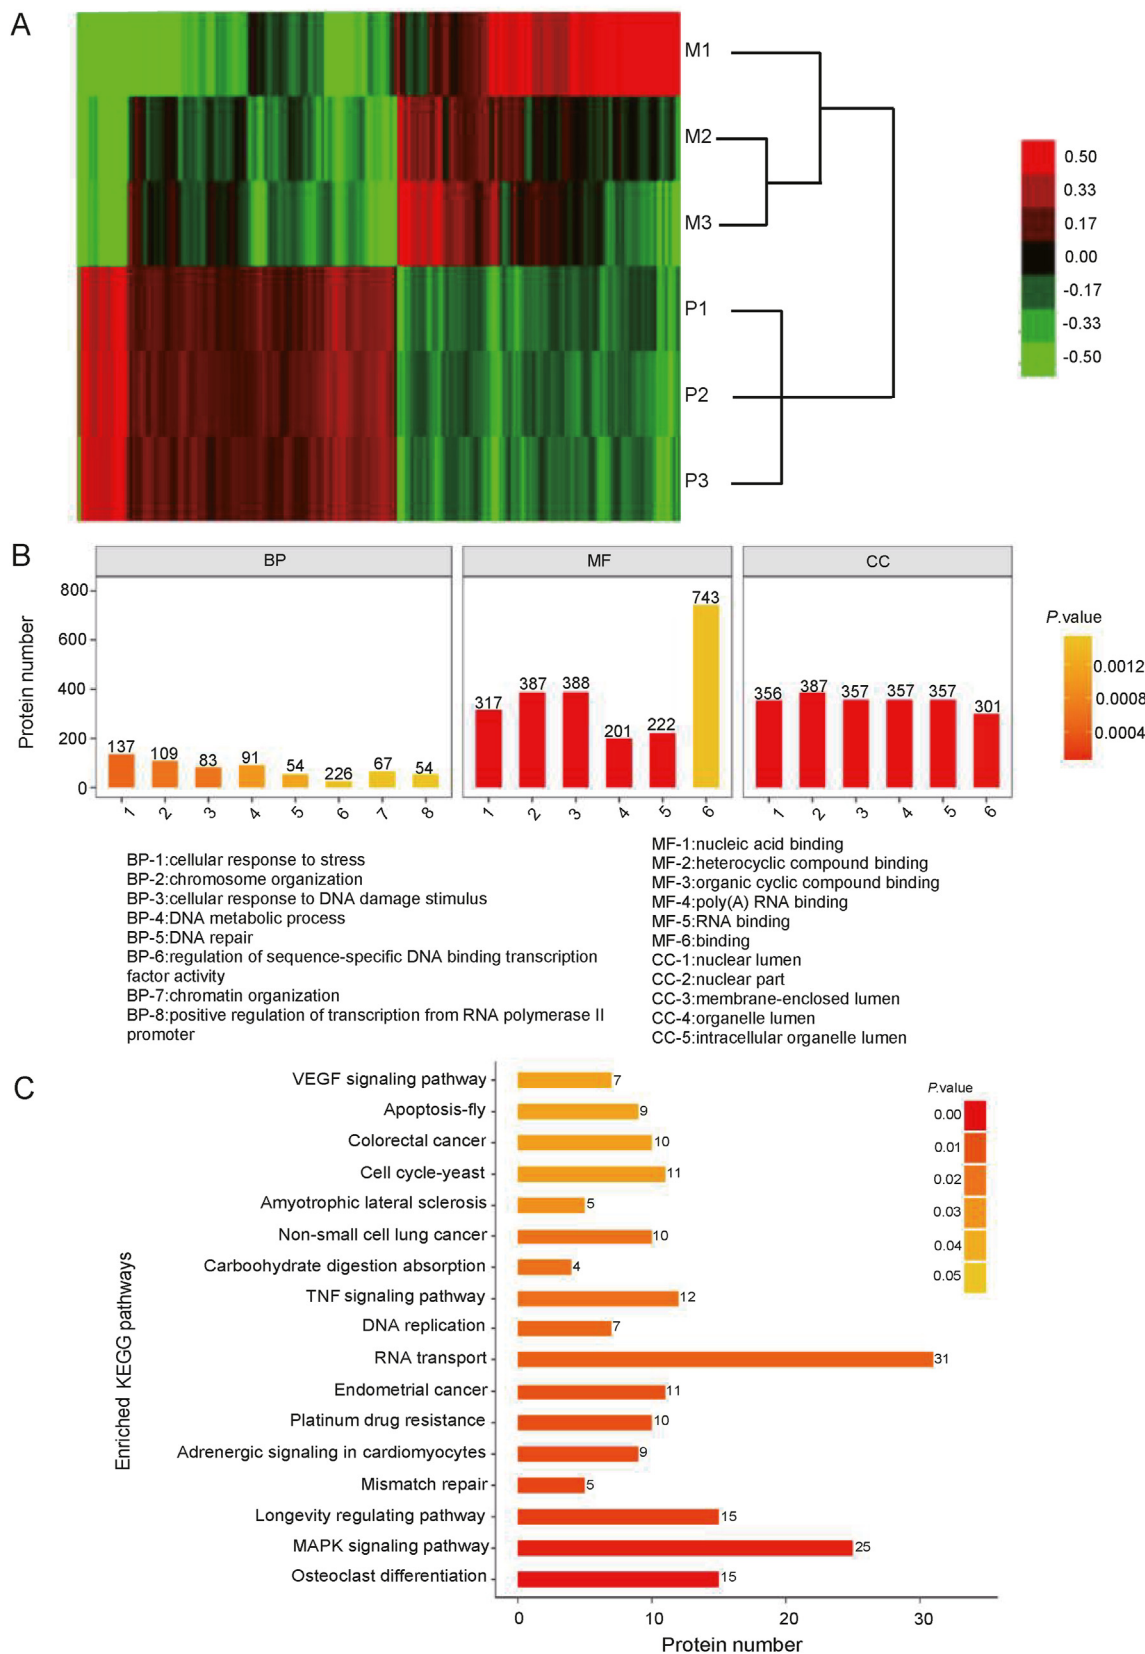 A
M1
M2
M3
P1
P2
P3
0.50
0.33
0.17
0.00
-0.17
-0.33
-0.50
B
BP
MF
CC
Protein number
800
600
400
200
0
137
109
83
91
54
226
67
54
317
387
388
201
222
743
356
387
357
357
357
301
1
2
3
4
5
6
7
8
1
2
3
4
5
6
1
2
3
4
5
6
P.value
0.0012
0.0008
0.0004
BP-1:cellular response to stress
BP-2:chromosome organization
BP-3:cellular response to DNA damage stimulus
BP-4:DNA metabolic process
BP-5:DNA repair
BP-6:regulation of sequence-specific DNA binding transcription
factor activity
BP-7:chromatin organization
BP-8:positive regulation of transcription from RNA polymerase II
promoter
MF-1:nucleic acid binding
MF-2:heterocyclic compound binding
MF-3:organic cyclic compound binding
MF-4:poly(A) RNA binding
MF-5:RNA binding
MF-6:binding
CC-1:nuclear lumen
CC-2:nuclear part
CC-3:membrane-enclosed lumen
CC-4:organelle lumen
CC-5:intracellular organelle lumen
C
Enriched KEGG pathways
VEGF signaling pathway 7
Apoptosis-fly 9
Colorectal cancer 10
Cell cycle-yeast 11
Amyotrophic lateral sclerosis 5
Non-small cell lung cancer 10
Carboohydrate digestion absorption 4
TNF signaling pathway 12
DNA replication 7
RNA transport 31
Endometrial cancer 11
Platinum drug resistance 10
Adrenergic signaling in cardiomyocytes 9
Mismatch repair 5
Longevity regulating pathway 15
MAPK signaling pathway 25
Osteoclast differentiation 15
0
10
20
30
Protein number
P.value
0.00
0.01
0.02
0.03
0.04
0.05